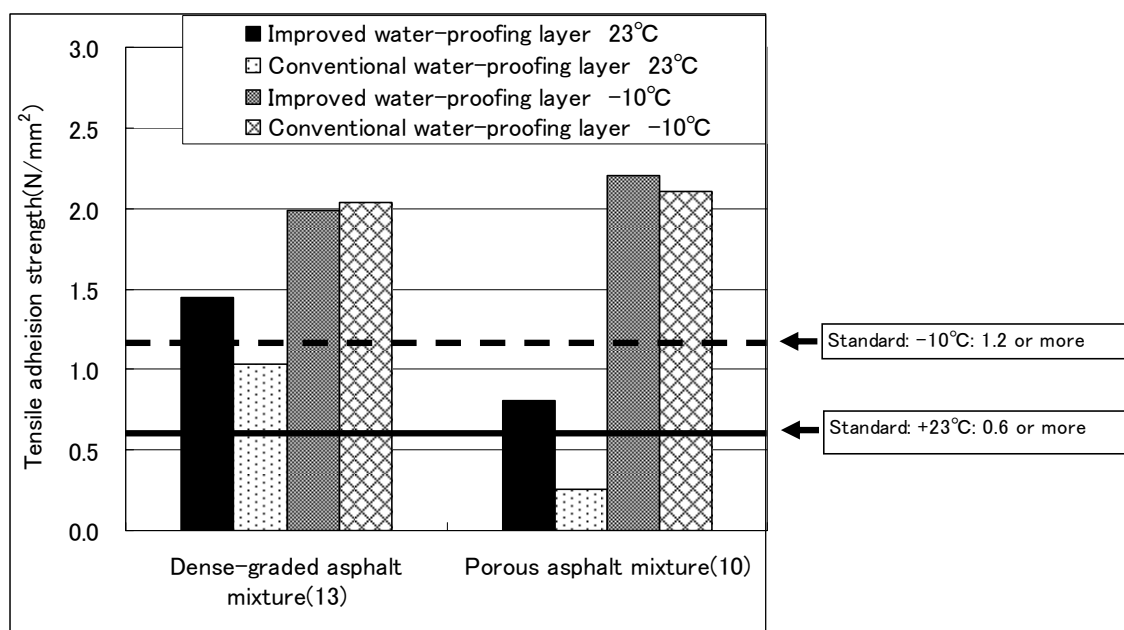 Improved water-proofing layer 23℃
Conventional water-proofing layer 23℃
Improved water-proofing layer -10℃
Conventional water-proofing layer -10℃
Tensile adheision strength(N/mm²)
3.0
2.5
2.0
1.5
1.0
0.5
0.0
Standard: -10℃: 1.2 or more
Standard: +23℃: 0.6 or more
Dense-graded asphalt
mixture(13)
Porous asphalt mixture(10)